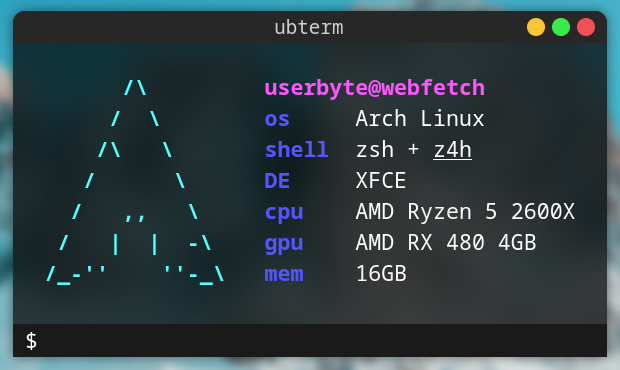 ubterm
userbyte@webfetch
os Arch Linux
shell zsh + z4h
DE XFCE
cpu AMD Ryzen 5 2600X
gpu AMD RX 480 4GB
mem 16GB
$